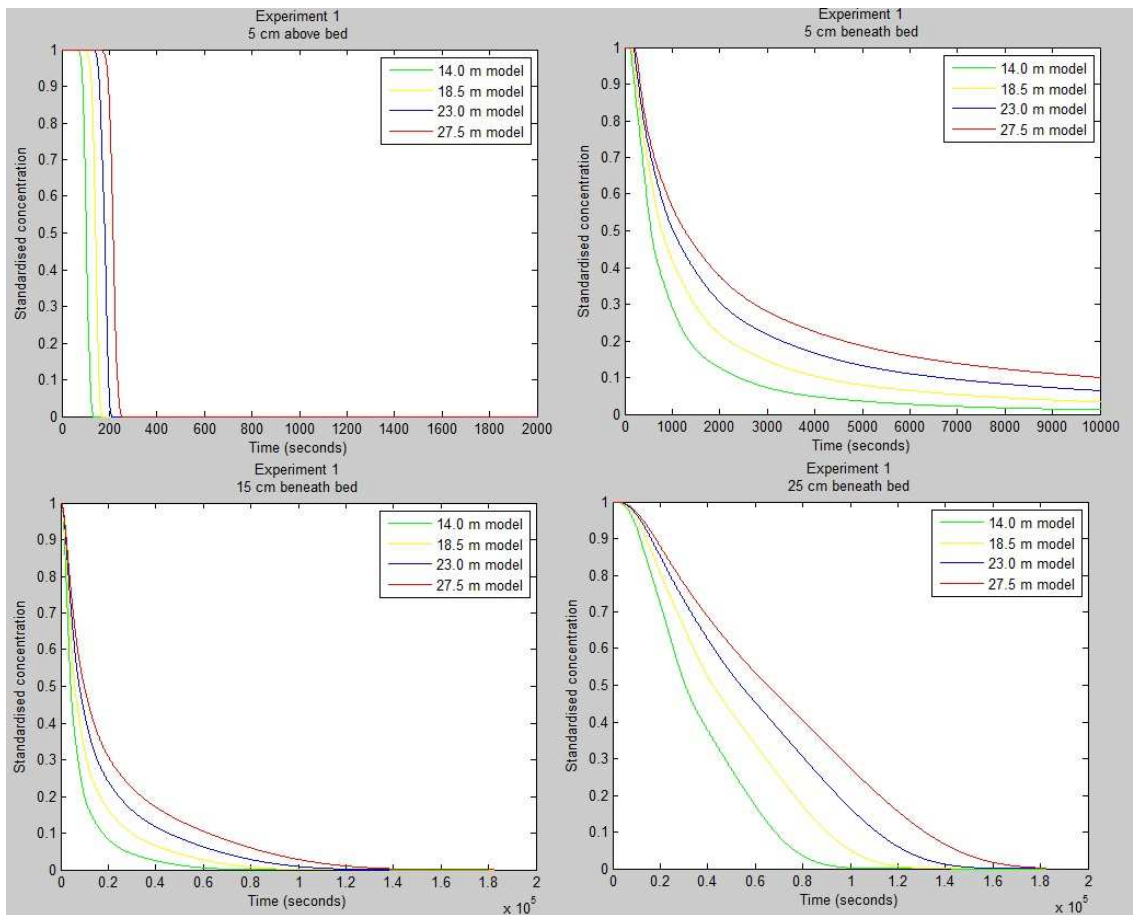 Experiment 1
5 cm above bed
Standardised concentration
1
0.9
0.8
0.7
0.6
0.5
0.4
0.3
0.2
0.1
0
0 200 400 600 800 1000 1200 1400 1600 1800 2000
Time (seconds)
14.0 m model
18.5 m model
23.0 m model
27.5 m model
Experiment 1
5 cm beneath bed
Standardised concentration
1
0.9
0.8
0.7
0.6
0.5
0.4
0.3
0.2
0.1
0
0 1000 2000 3000 4000 5000 6000 7000 8000 9000 10000
Time (seconds)
14.0 m model
18.5 m model
23.0 m model
27.5 m model
Experiment 1
15 cm beneath bed
Standardised concentration
1
0.9
0.8
0.7
0.6
0.5
0.4
0.3
0.2
0.1
0
0 0.2 0.4 0.6 0.8 1 1.2 1.4 1.6 1.8 2
Time (seconds)
x 10^5
14.0 m model
18.5 m model
23.0 m model
27.5 m model
Experiment 1
25 cm beneath bed
Standardised concentration
1
0.9
0.8
0.7
0.6
0.5
0.4
0.3
0.2
0.1
0
0 0.2 0.4 0.6 0.8 1 1.2 1.4 1.6 1.8 2
Time (seconds)
x 10^5
14.0 m model
18.5 m model
23.0 m model
27.5 m model